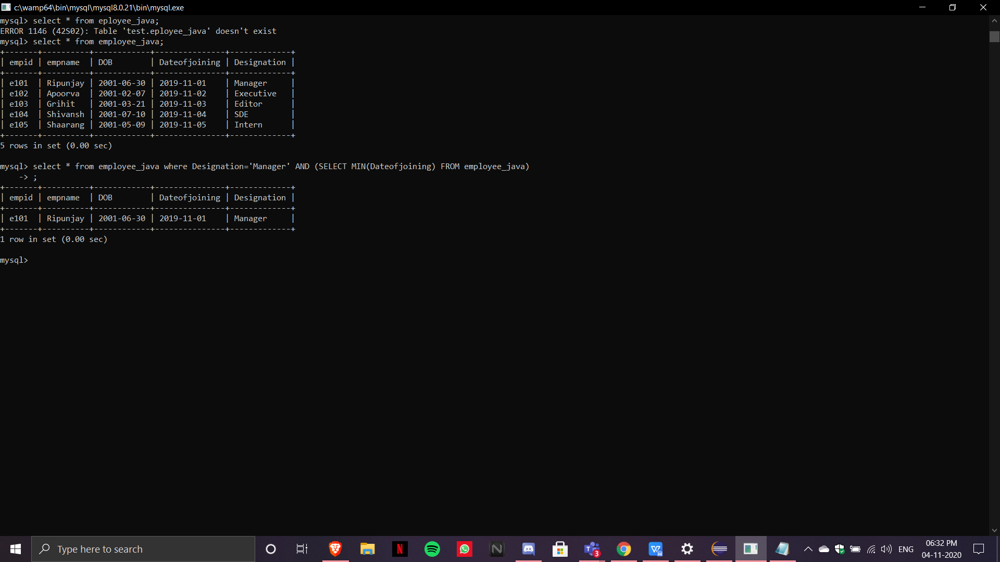 c:\wamp64\bin\mysql\mysql8.0.21\bin\mysql.exe
mysql> select * from eployee_java;
ERROR 1146 (42S02): Table 'test.eployee_java' doesn't exist
mysql> select * from employee_java;
+-------+----------+------------+---------------+-------------+
| empid | empname  | DOB        | Dateofjoining | Designation |
+-------+----------+------------+---------------+-------------+
| e101  | Ripunjay | 2001-06-30 | 2019-11-01    | Manager     |
| e102  | Apoorva  | 2001-02-07 | 2019-11-02    | Executive   |
| e103  | Grihit   | 2001-03-21 | 2019-11-03    | Editor      |
| e104  | Shivansh | 2001-07-10 | 2019-11-04    | SDE         |
| e105  | Shaarang | 2001-05-09 | 2019-11-05    | Intern      |
+-------+----------+------------+---------------+-------------+
5 rows in set (0.00 sec)
mysql> select * from employee_java where Designation='Manager' AND (SELECT MIN(Dateofjoining) FROM employee_java)
    -> ;
+-------+----------+------------+---------------+-------------+
| empid | empname  | DOB        | Dateofjoining | Designation |
+-------+----------+------------+---------------+-------------+
| e101  | Ripunjay | 2001-06-30 | 2019-11-01    | Manager     |
+-------+----------+------------+---------------+-------------+
1 row in set (0.00 sec)
mysql>
Type here to search
3
ENG
06:32 PM
04-11-2020